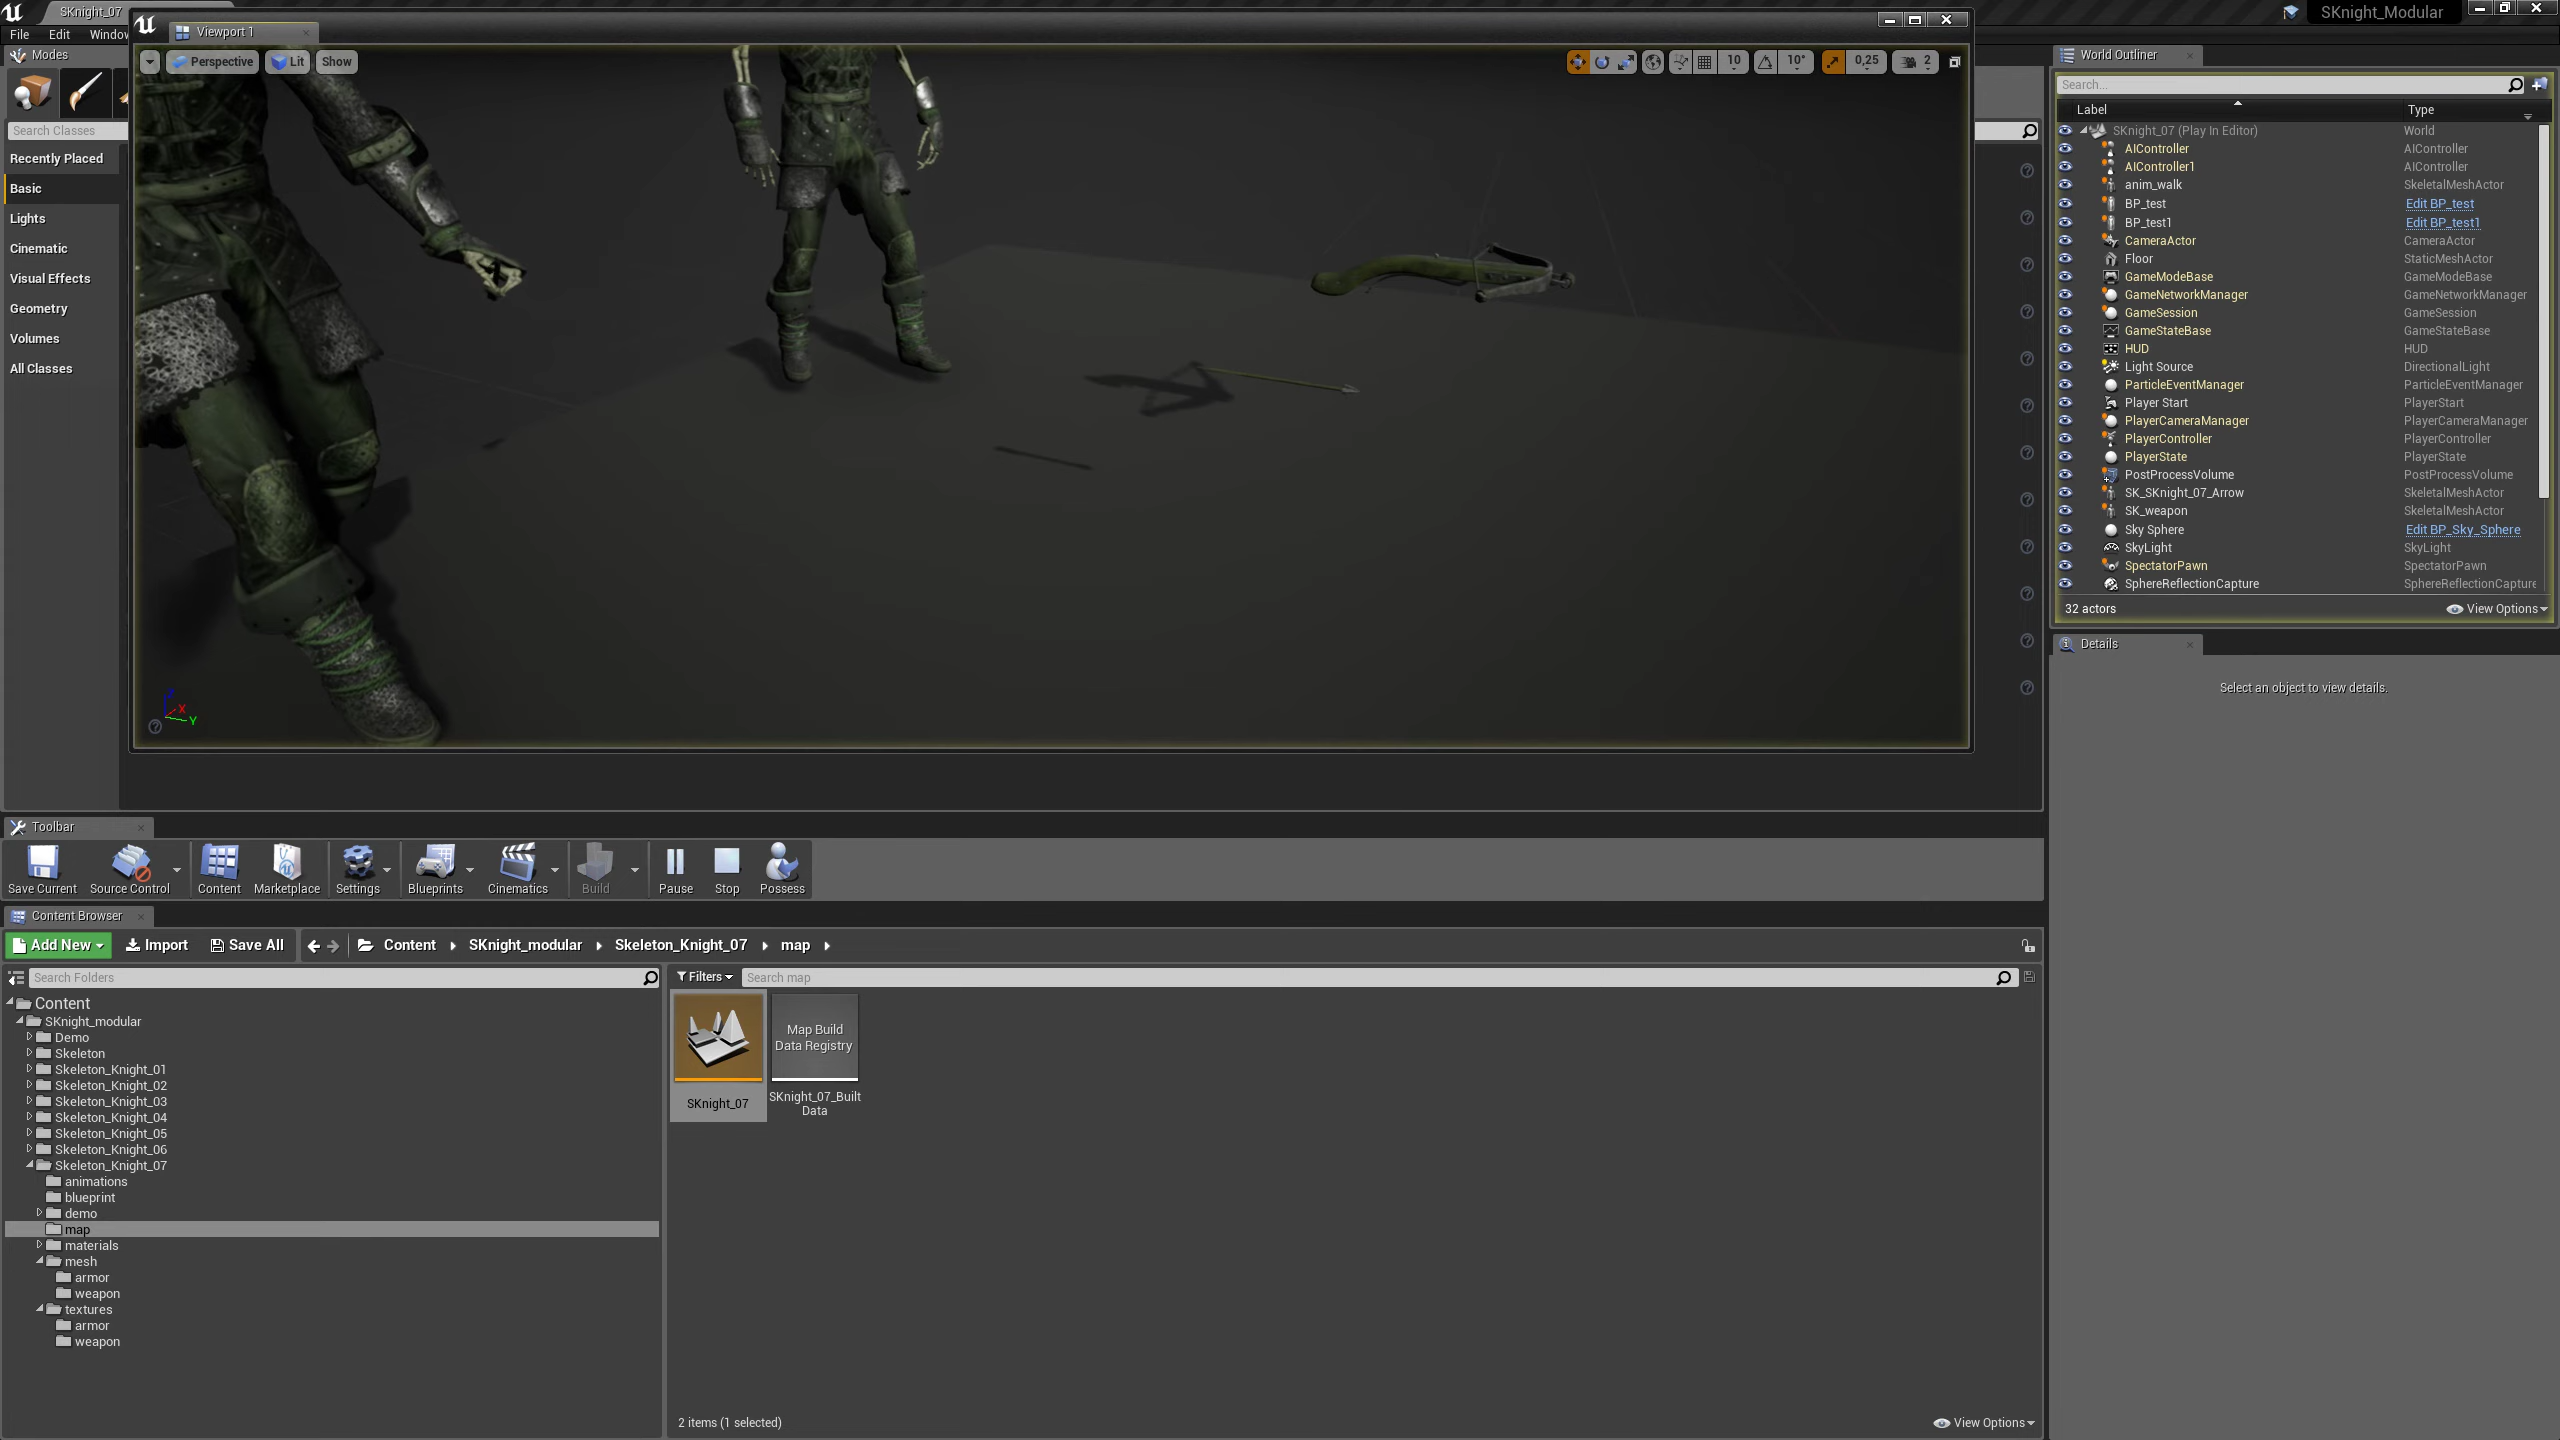 SKnight_07
SKnight_Modular
File Edit Window
Viewport 1
Modes
Perspective Lit Show
10 10° 0,25 2
Search Classes
Recently Placed
Basic
Lights
Cinematic
Visual Effects
Geometry
Volumes
All Classes
X
Y
World Outliner
Search...
Label Type
SKnight_07 (Play In Editor) World
AIController AIController
AIController1 AIController
anim_walk SkeletalMeshActor
BP_test Edit BP_test
BP_test1 Edit BP_test1
CameraActor CameraActor
Floor StaticMeshActor
GameModeBase GameModeBase
GameNetworkManager GameNetworkManager
GameSession GameSession
GameStateBase GameStateBase
HUD HUD
Light Source DirectionalLight
ParticleEventManager ParticleEventManager
Player Start PlayerStart
PlayerCameraManager PlayerCameraManager
PlayerController PlayerController
PlayerState PlayerState
PostProcessVolume PostProcessVolume
SK_SKnight_07_Arrow SkeletalMeshActor
SK_weapon SkeletalMeshActor
Sky Sphere Edit BP_Sky_Sphere
SkyLight SkyLight
SpectatorPawn SpectatorPawn
SphereReflectionCapture SphereReflectionCapture
32 actors View Options
Details
Select an object to view details.
Toolbar
Save Current Source Control Content Marketplace Settings Blueprints Cinematics Build Pause Stop Possess
Content Browser
Add New Import Save All Content SKnight_modular Skeleton_Knight_07 map
Search Folders
Filters Search map
Content
SKnight_modular
Demo
Skeleton
Skeleton_Knight_01
Skeleton_Knight_02
Skeleton_Knight_03
Skeleton_Knight_04
Skeleton_Knight_05
Skeleton_Knight_06
Skeleton_Knight_07
animations
blueprint
demo
map
materials
mesh
armor
weapon
textures
armor
weapon
Map Build
Data Registry
SKnight_07
SKnight_07_Built
Data
2 items (1 selected) View Options